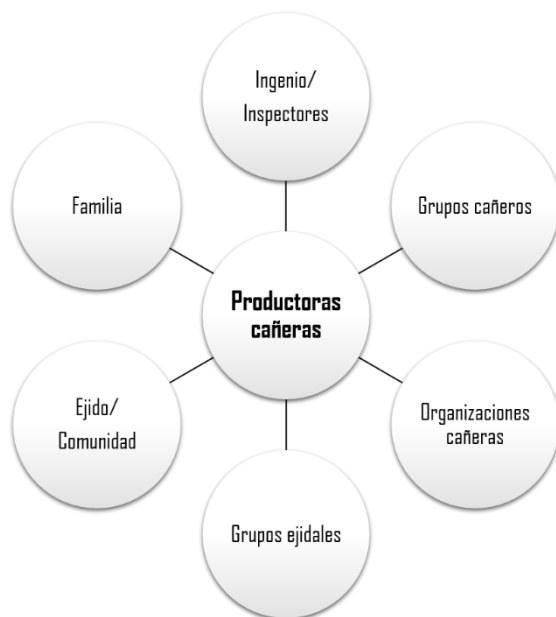 Ingenio/
Inspectores
Familia
Grupos cañeros
Productoras
cañeras
Ejido/
Comunidad
Organizaciones
cañeras
Grupos ejidales